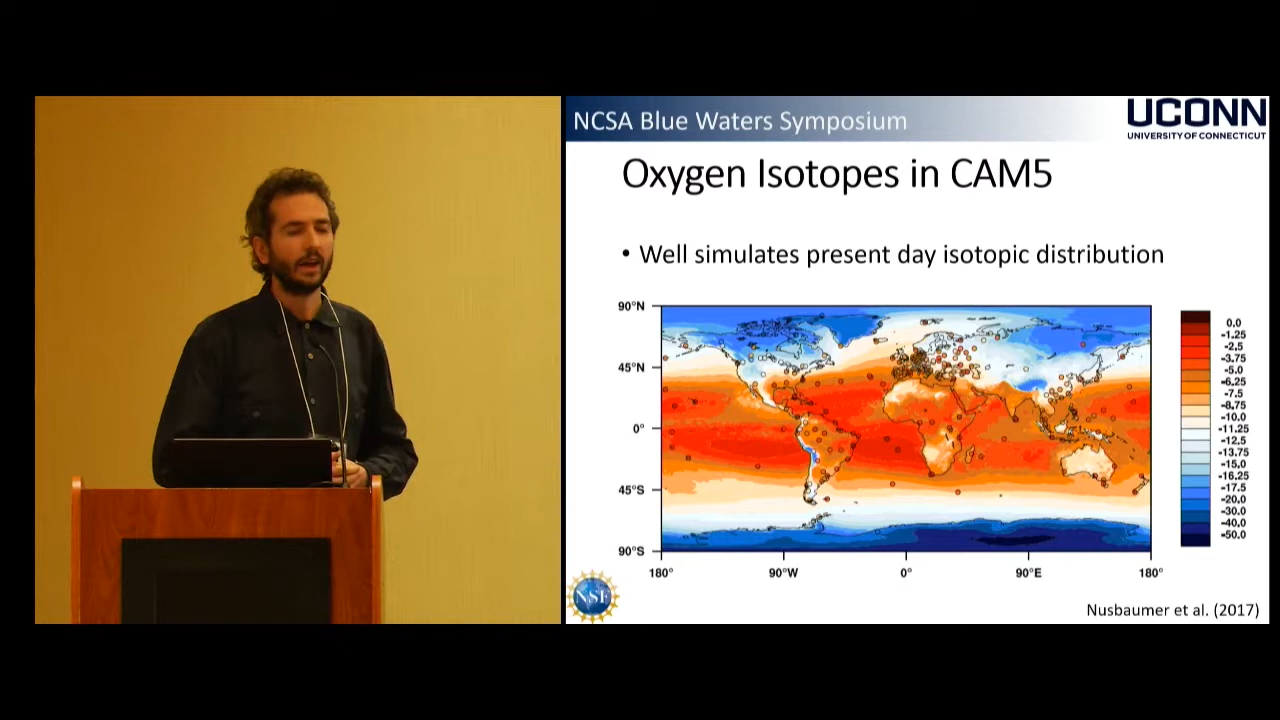 NCSA Blue Waters Symposium
UCONN
UNIVERSITY OF CONNECTICUT
Oxygen Isotopes in CAM5
• Well simulates present day isotopic distribution
90°N
45°N
0°
45°S
90°S
180°
90°W
0°
90°E
180°
0.0
-1.25
-2.5
-3.75
-5.0
-6.25
-7.5
-8.75
-10.0
-11.25
-12.5
-13.75
-15.0
-16.25
-17.5
-20.0
-30.0
-40.0
-50.0
NSF
Nusbaumer et al. (2017)